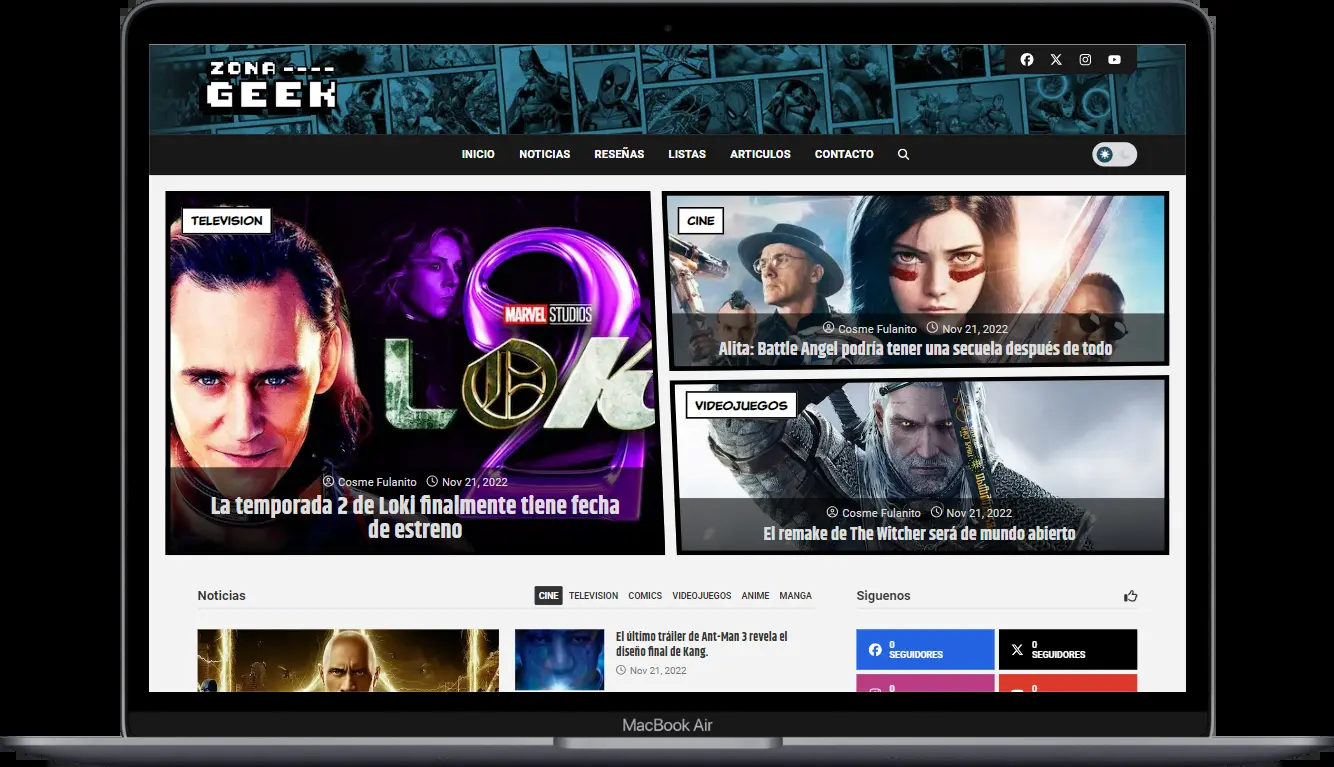 ZONA
GEEK
INICIO NOTICIAS RESEÑAS LISTAS ARTICULOS CONTACTO
TELEVISION
MARVEL STUDIOS
LOK
2
Cosme Fulanito Nov 21, 2022
La temporada 2 de Loki finalmente tiene fecha
de estreno
CINE
Cosme Fulanito Nov 21, 2022
Alita: Battle Angel podría tener una secuela después de todo
VIDEOJUEGOS
Cosme Fulanito Nov 21, 2022
El remake de The Witcher será de mundo abierto
Noticias
CINE TELEVISION COMICS VIDEOJUEGOS ANIME MANGA
El último tráiler de Ant-Man 3 revela el
diseño final de Kang.
Nov 21, 2022
Siguenos
0
SEGUIDORES
0
SEGUIDORES
0
0
MacBook Air